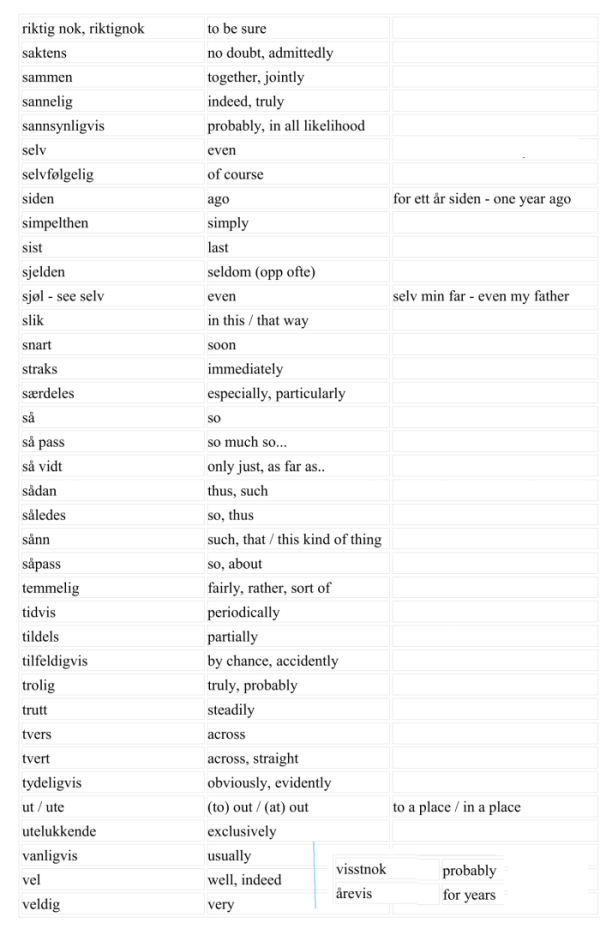 riktig nok, riktignok to be sure
saktens no doubt, admittedly
sammen together, jointly
sannelig indeed, truly
sannsynligvis probably, in all likelihood
selv even
selvfølgelig of course
siden ago for ett år siden - one year ago
simpelthen simply
sist last
sjelden seldom (opp ofte)
sjøl - see selv even selv min far - even my father
slik in this / that way
snart soon
straks immediately
særdeles especially, particularly
så so
så pass so much so...
så vidt only just, as far as..
sådan thus, such
således so, thus
sånn such, that / this kind of thing
såpass so, about
temmelig fairly, rather, sort of
tidvis periodically
tildels partially
tilfeldigvis by chance, accidently
trolig truly, probably
trutt steadily
tvers across
tvert across, straight
tydeligvis obviously, evidently
ut / ute (to) out / (at) out to a place / in a place
utelukkende exclusively
vanligvis usually
vel well, indeed
veldig very
visstnok probably
årevis for years